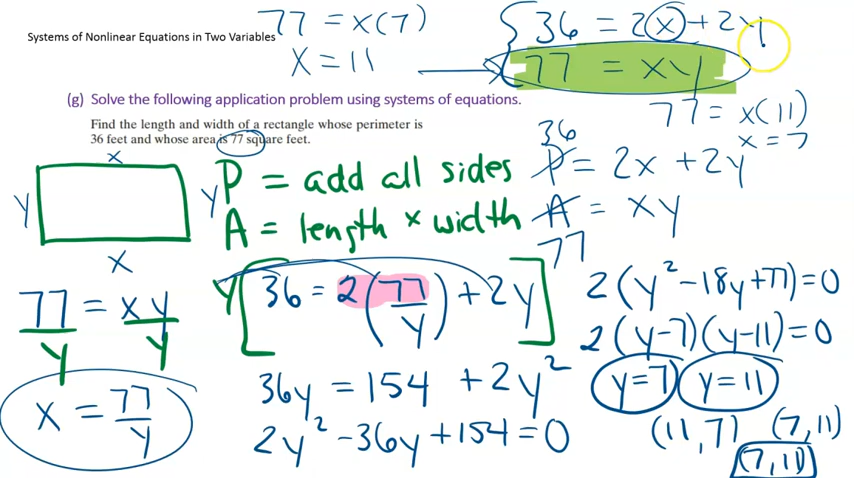 77 = x(7)
x = 11
36 = 2x + 2y
77 = xy
Systems of Nonlinear Equations in Two Variables
(g) Solve the following application problem using systems of equations.
Find the length and width of a rectangle whose perimeter is
36 feet and whose area is 77 square feet.
77 = x(11)
x = 7
x
y
y
x
P = add all sides
A = length × width
36
P = 2x + 2y
A = xy
77
77/y = xy/y
x = 77/y
y[36 = 2(77/y) + 2y]
36y = 154 + 2y²
2y² - 36y + 154 = 0
2(y² - 18y + 77) = 0
2(y-7)(y-11) = 0
y = 7 y = 11
(11,7) (7,11)
(7,11)